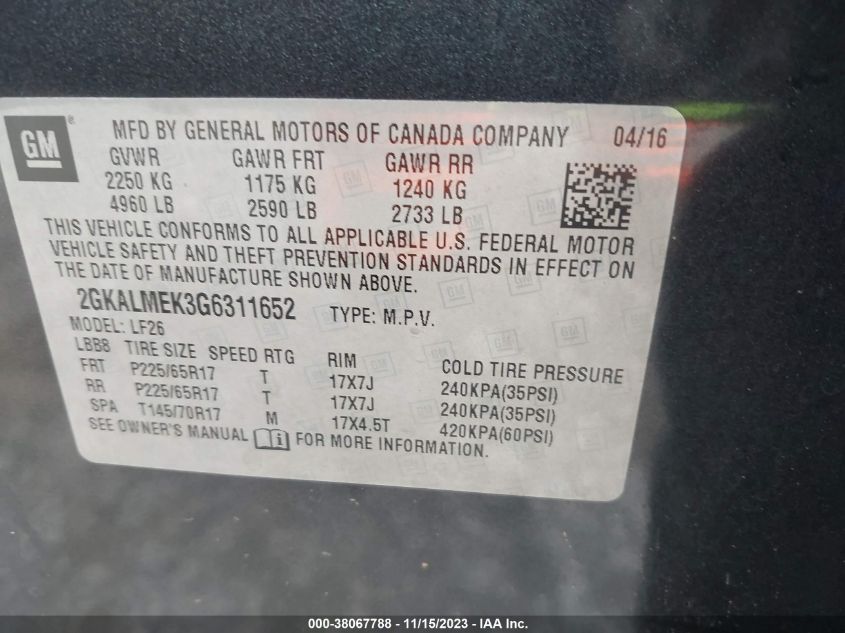 GM ®
MFD BY GENERAL MOTORS OF CANADA COMPANY 04/16
GVWR GAWR FRT GAWR RR
2250 KG 1175 KG 1240 KG
4960 LB 2590 LB 2733 LB
THIS VEHICLE CONFORMS TO ALL APPLICABLE U.S. FEDERAL MOTOR
VEHICLE SAFETY AND THEFT PREVENTION STANDARDS IN EFFECT ON
THE DATE OF MANUFACTURE SHOWN ABOVE.
2GKALMEK3G6311652 TYPE: M.P.V.
MODEL: LF26
LBB8 TIRE SIZE SPEED RTG RIM COLD TIRE PRESSURE
FRT P225/65R17 T 17X7J 240KPA(35PSI)
RR P225/65R17 T 17X7J 240KPA(35PSI)
SPA T145/70R17 M 17X4.5T 420KPA(60PSI)
SEE OWNER'S MANUAL FOR MORE INFORMATION.
000-38067788 - 11/15/2023 - IAA Inc.